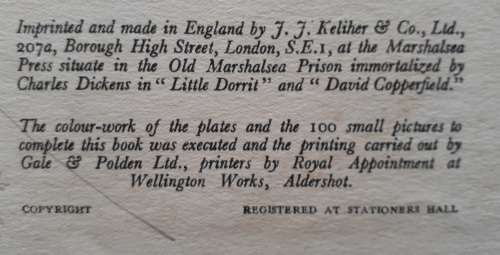 Imprinted and made in England by J. J. Keliher & Co., Ltd.,
207a, Borough High Street, London, S.E.1, at the Marshalsea
Press situate in the Old Marshalsea Prison immortalized by
Charles Dickens in “ Little Dorrit ” and “ David Copperfield.”
The colour-work of the plates and the 100 small pictures to
complete this book was executed and the printing carried out by
Gale & Polden Ltd., printers by Royal Appointment at
Wellington Works, Aldershot.
COPYRIGHT REGISTERED AT STATIONERS HALL